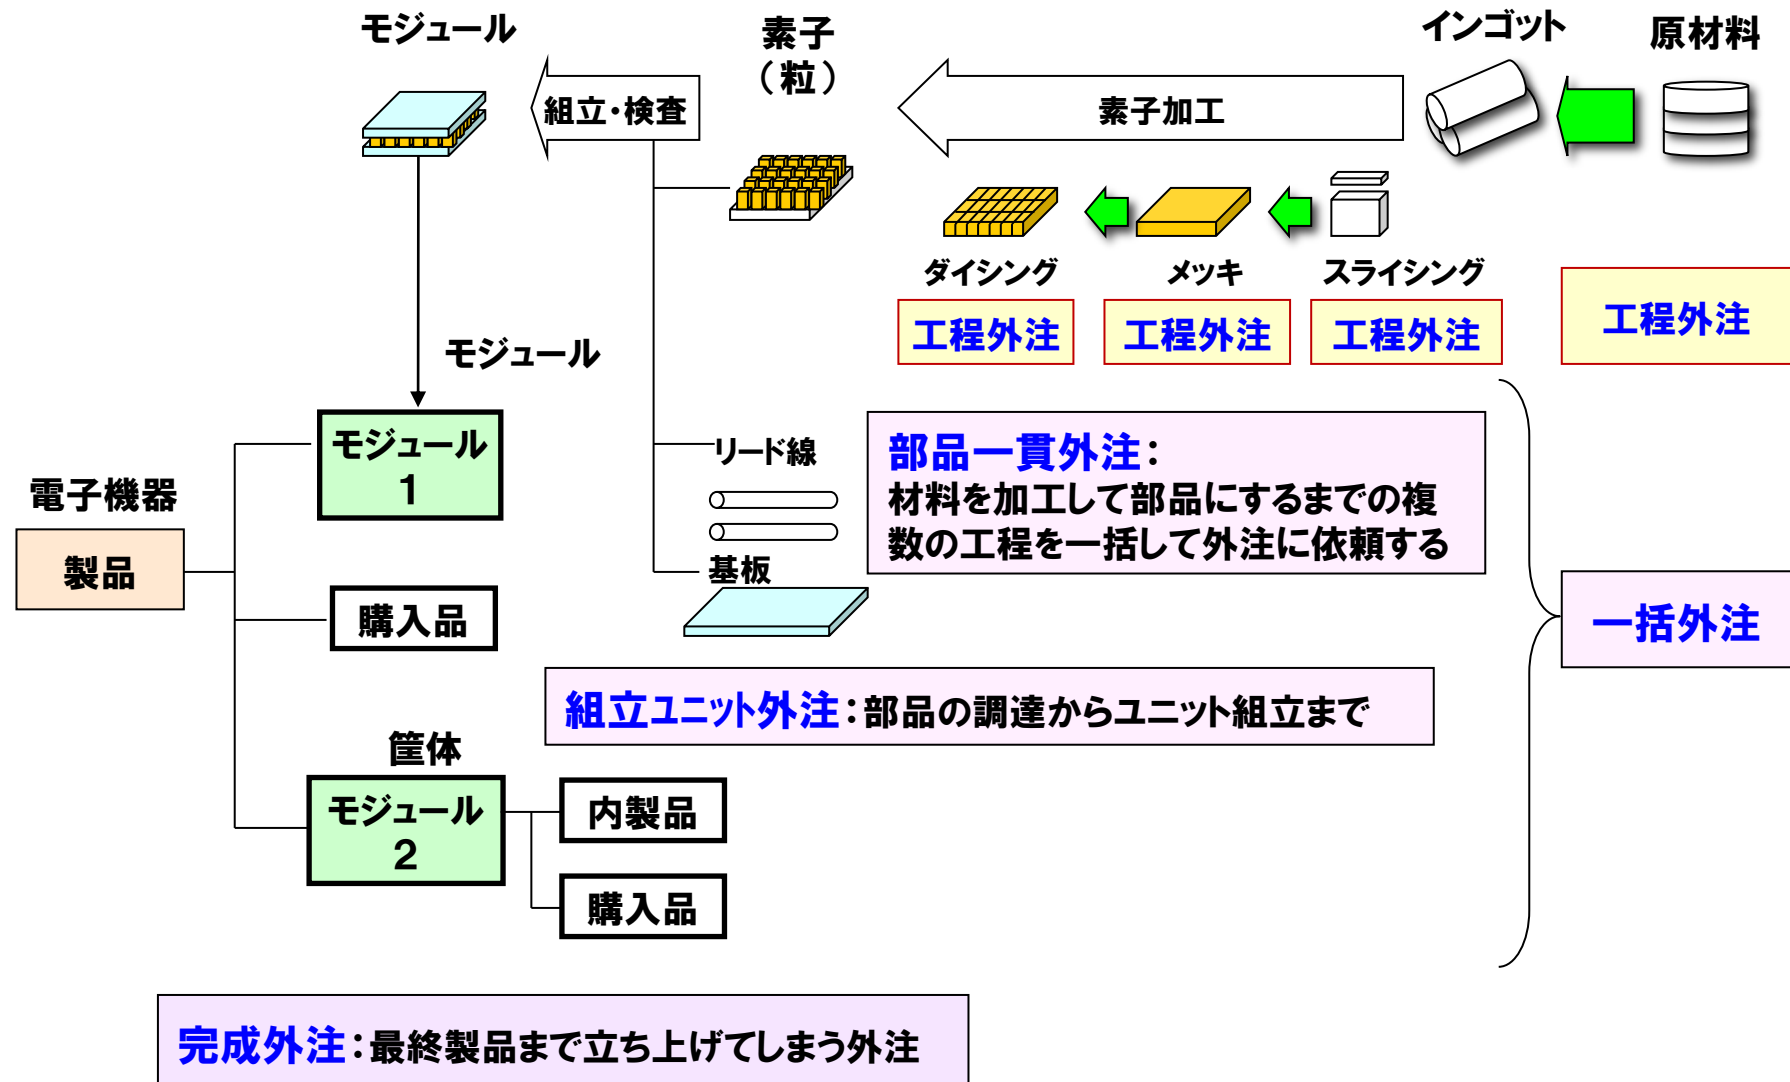 モジュール
素子
（粒）
インゴット
原材料
組立・検査
素子加工
ダイシング
メッキ
スライシング
工程外注
工程外注
工程外注
工程外注
モジュール
モジュール
1
電子機器
製品
購入品
リード線
基板
部品一貫外注：
材料を加工して部品にするまでの複
数の工程を一括して外注に依頼する
一括外注
組立ユニット外注：部品の調達からユニット組立まで
筐体
モジュール
2
内製品
購入品
完成外注：最終製品まで立ち上げてしまう外注